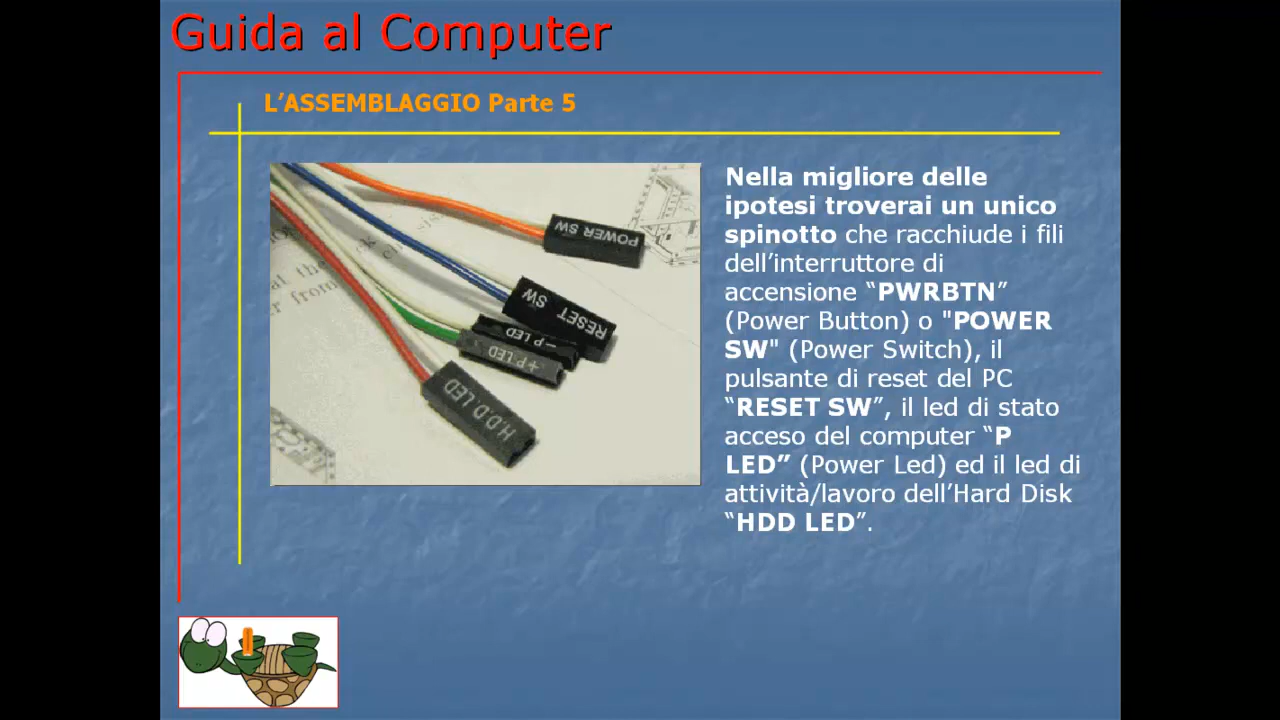 Guida al Computer
L’ASSEMBLAGGIO Parte 5
Nella migliore delle
ipotesi troverai un unico
spinotto che racchiude i fili
dell’interruttore di
accensione “PWRBTN”
(Power Button) o "POWER
SW" (Power Switch), il
pulsante di reset del PC
“RESET SW”, il led di stato
acceso del computer “P
LED” (Power Led) ed il led di
attività/lavoro dell’Hard Disk
“HDD LED”.
POWER SW
RESET
SW
- P LED
+ P LED
H.D.D.LED